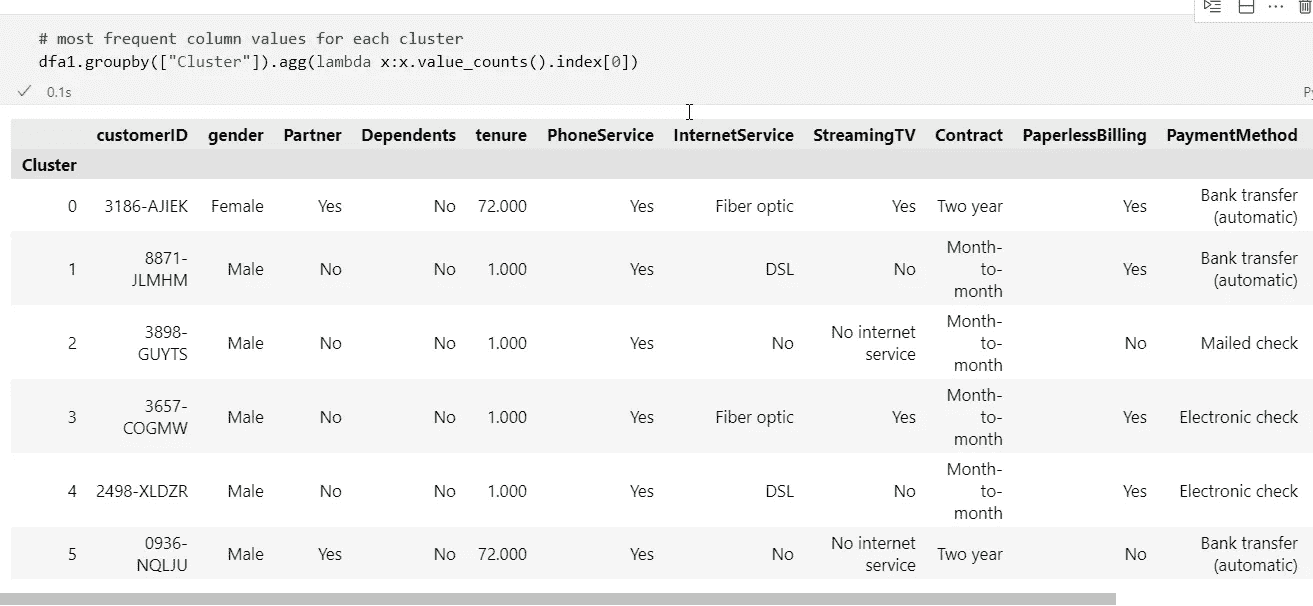 # most frequent column values for each cluster
dfa1.groupby(["Cluster"]).agg(lambda x:x.value_counts().index[0])
0.1s
customerID gender Partner Dependents tenure PhoneService InternetService StreamingTV Contract PaperlessBilling PaymentMethod
Cluster
0 3186-AJIEK Female Yes No 72.000 Yes Fiber optic Yes Two year Yes Bank transfer
(automatic)
1 8871-
JLMHM Male No No 1.000 Yes DSL No Month-
to-
month Yes Bank transfer
(automatic)
2 3898-
GUYTS Male No No 1.000 Yes No No internet
service Month-
to-
month No Mailed check
3 3657-
COGMW Male No No 1.000 Yes Fiber optic Yes Month-
to-
month Yes Electronic check
4 2498-XLDZR Male No No 1.000 Yes DSL No Month-
to-
month Yes Electronic check
5 0936-
NQLJU Male Yes No 72.000 Yes No No internet
service Two year No Bank transfer
(automatic)